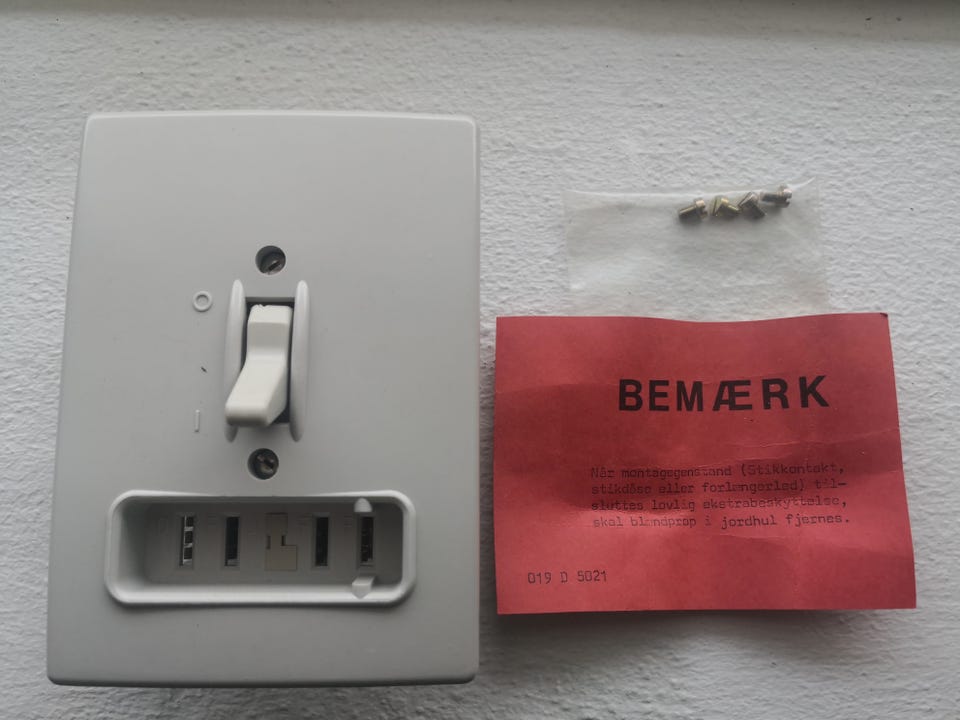 O
I
BEMÆRK
Når montagegenstand (Stikkontakt,
stikdåse eller forlængerled) til-
sluttes lovlig ekstrabeskyttelse,
skal blændprop i jordhul fjernes.
019 D 5021